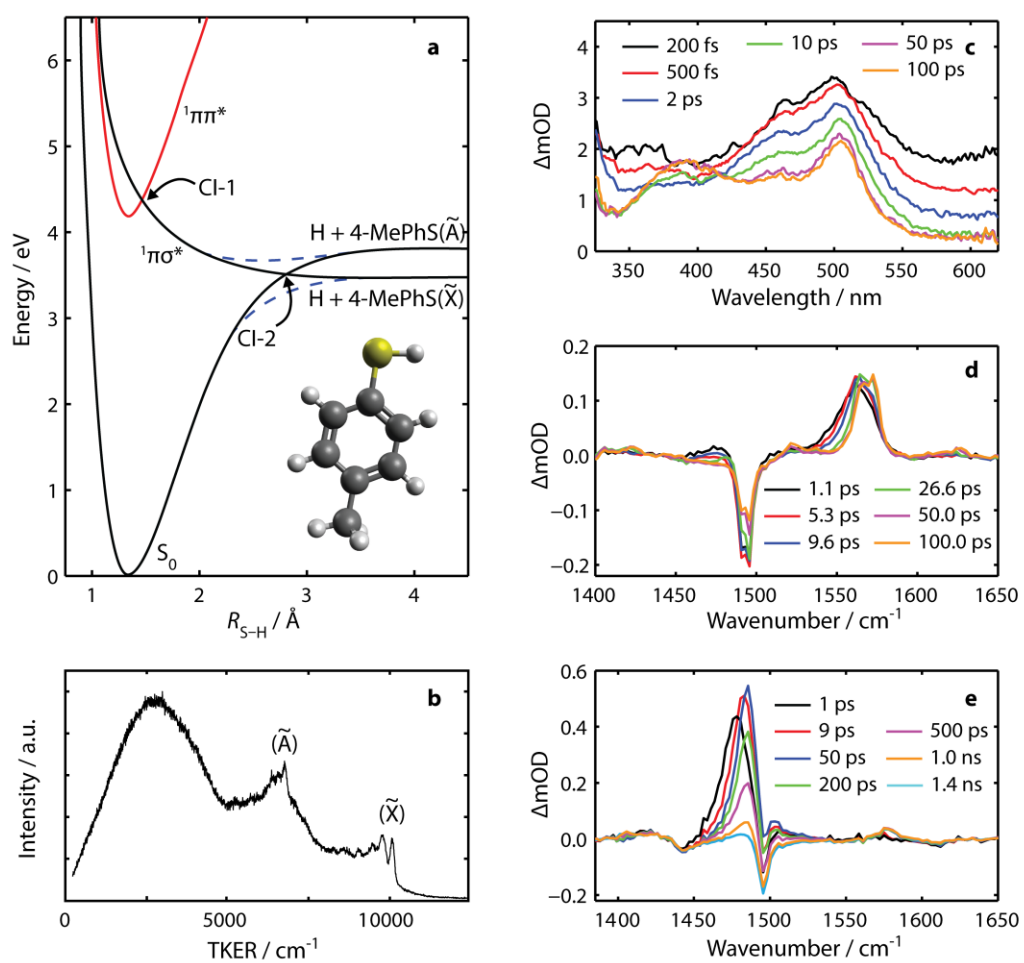 a
Energy / eV
6
5
4
3
2
1
0
¹ππ*
CI-1
¹πσ*
H + 4-MePhS(Ã)
H + 4-MePhS(X̃)
CI-2
S₀
1
2
3
4
R_S–H / Å
b
Intensity / a.u.
(Ã)
(X̃)
0
5000
10000
TKER / cm⁻¹
c
ΔmOD
4
3
2
1
0
200 fs
500 fs
2 ps
10 ps
50 ps
100 ps
350
400
450
500
550
600
Wavelength / nm
d
ΔmOD
0.2
0.1
0.0
−0.1
−0.2
1.1 ps
5.3 ps
9.6 ps
26.6 ps
50.0 ps
100.0 ps
1400
1450
1500
1550
1600
1650
Wavenumber / cm⁻¹
e
ΔmOD
0.6
0.4
0.2
0.0
−0.2
1 ps
9 ps
50 ps
200 ps
500 ps
1.0 ns
1.4 ns
1400
1450
1500
1550
1600
1650
Wavenumber / cm⁻¹